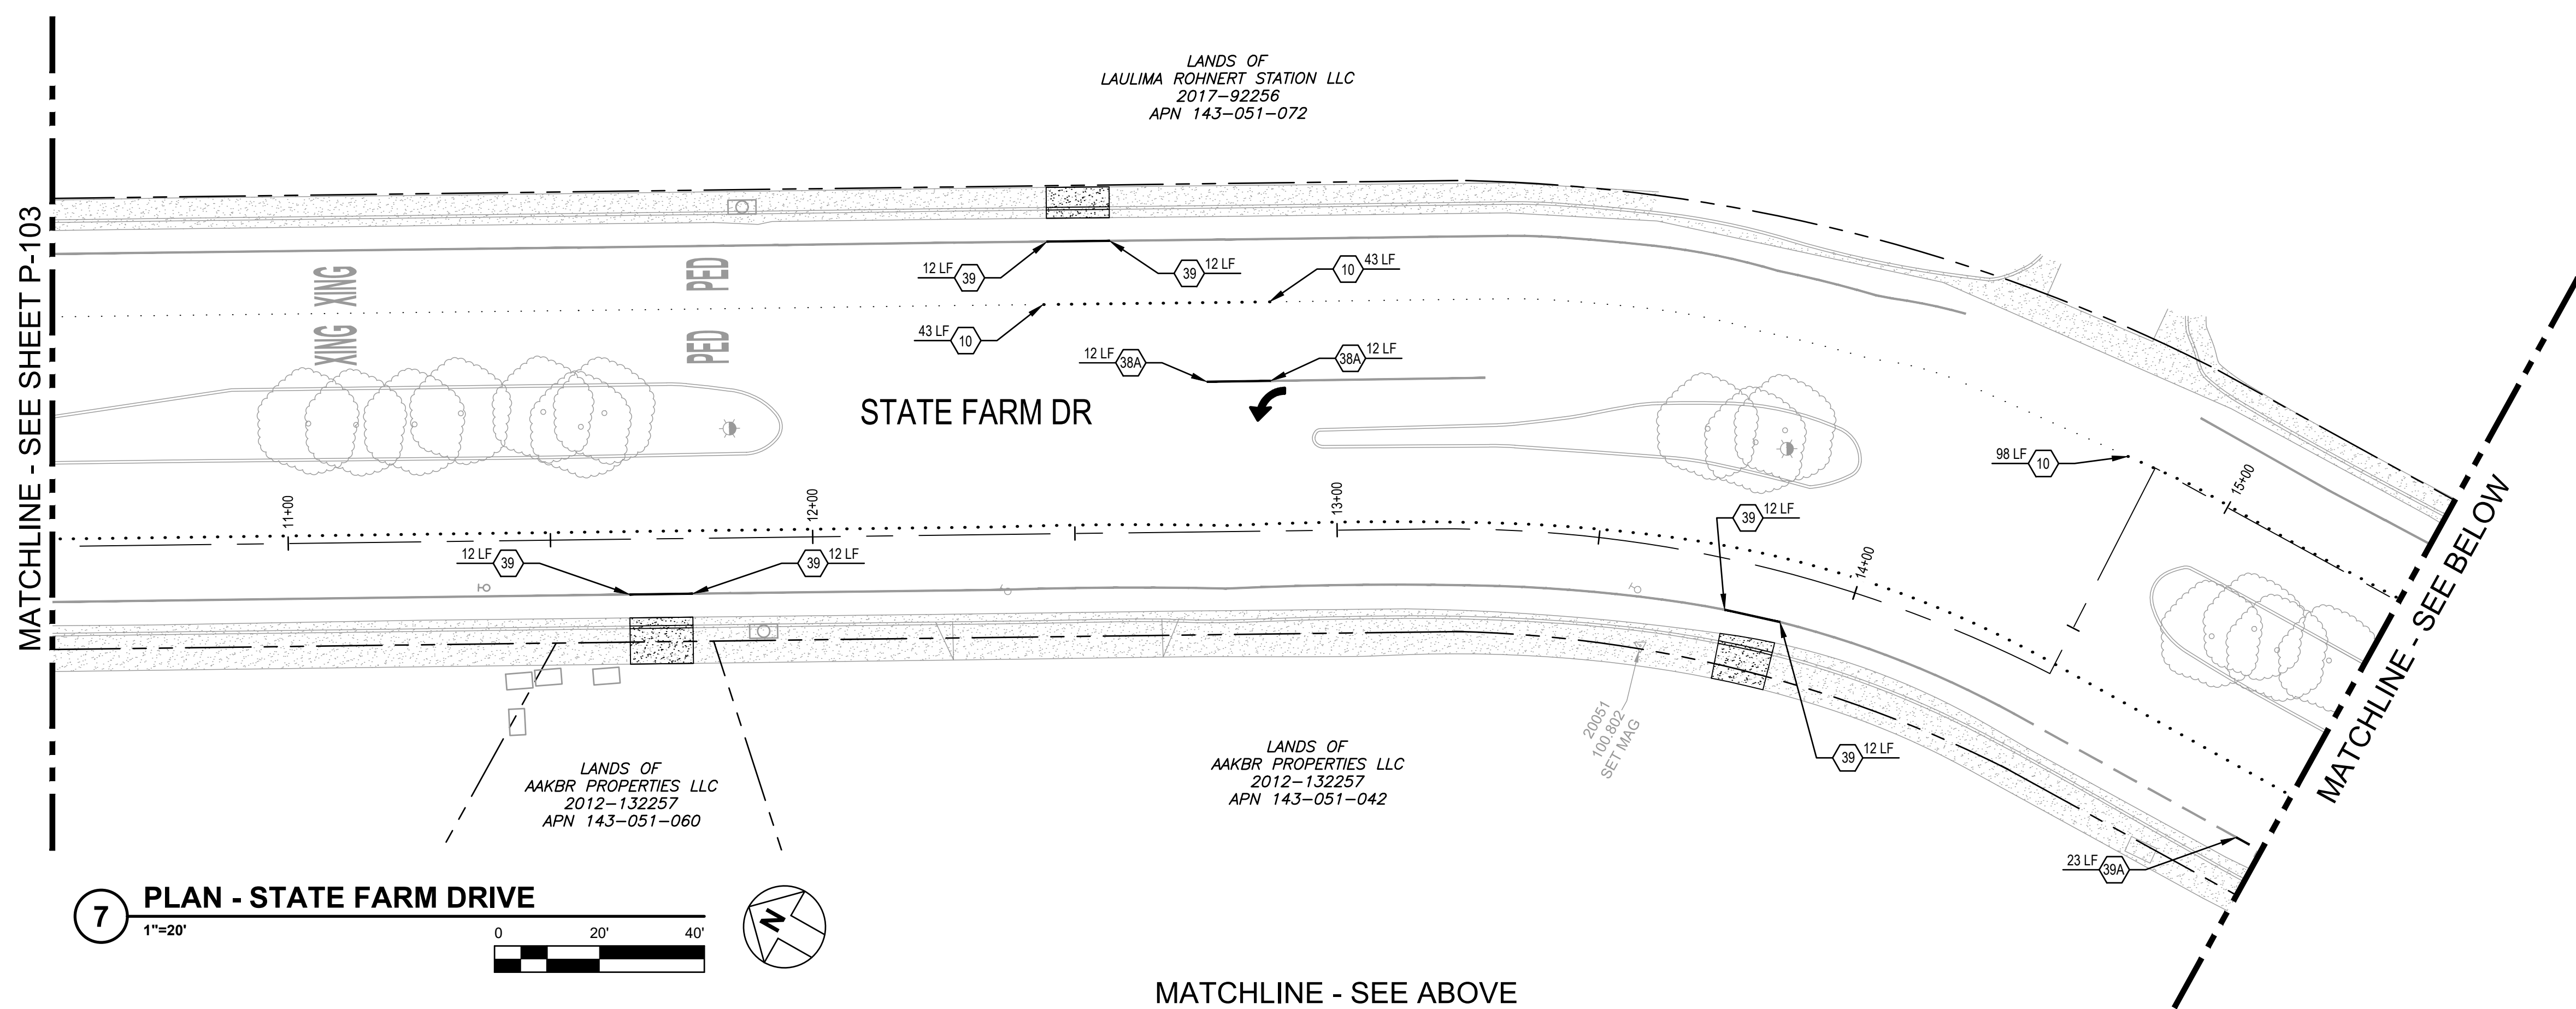 LANDS OF
LAULIMA ROHNERT STATION LLC
2017-92256
APN 143-051-072
MATCHLINE - SEE SHEET P-103
XING XING
PED PED
12 LF 39
39 12 LF
10 43 LF
43 LF 10
12 LF 38A
38A 12 LF
STATE FARM DR
98 LF 10
11+00
12+00
13+00
14+00
15+00
39 12 LF
12 LF 39
39 12 LF
MATCHLINE - SEE BELOW
20051
100.802
SET MAG
39 12 LF
LANDS OF
AAKBR PROPERTIES LLC
2012-132257
APN 143-051-060
LANDS OF
AAKBR PROPERTIES LLC
2012-132257
APN 143-051-042
23 LF 39A
7 PLAN - STATE FARM DRIVE
1"=20'
0 20' 40'
N
MATCHLINE - SEE ABOVE